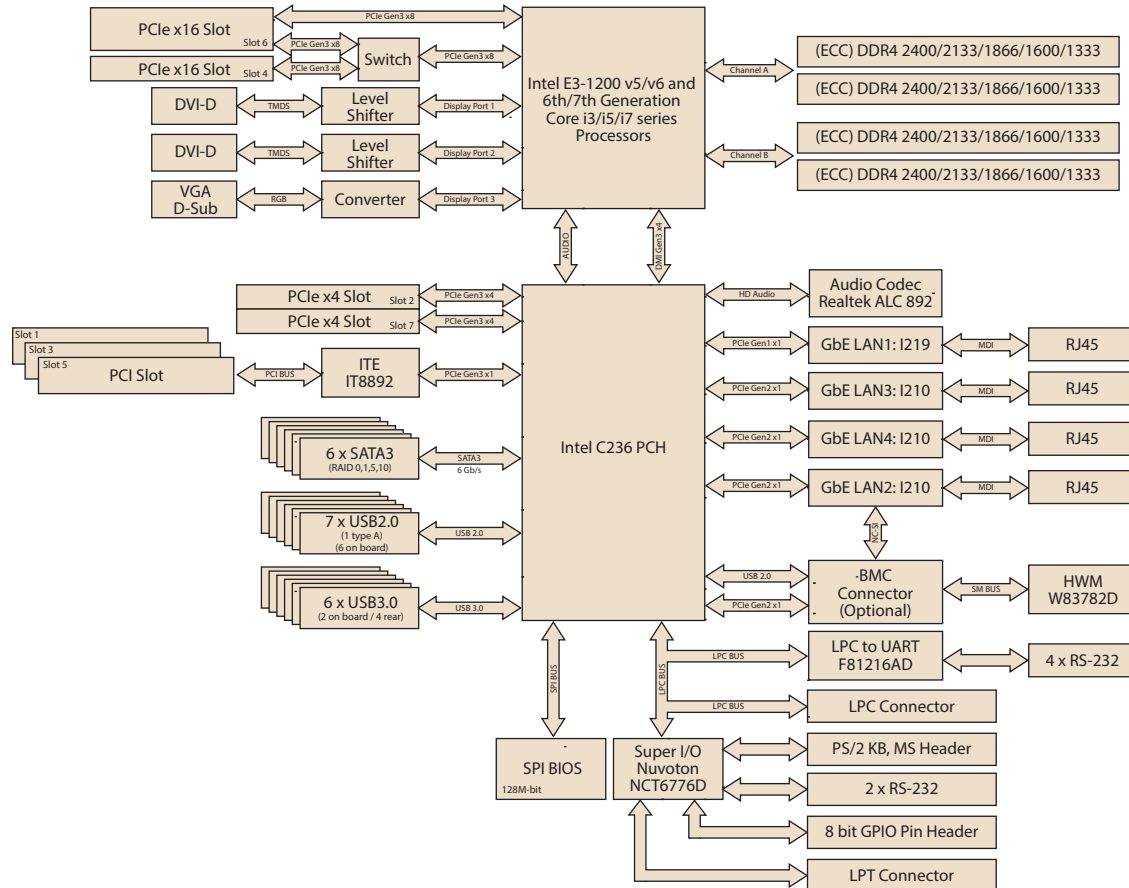 PCIe x16 Slot
Slot 6
PCIe Gen3 x8
PCIe Gen3 x8
PCIe x16 Slot
Slot 4
PCIe Gen3 x8
Switch
PCIe Gen3 x8
DVI-D
TMDS
Level
Shifter
Display Port 1
DVI-D
TMDS
Level
Shifter
Display Port 2
VGA
D-Sub
RGB
Converter
Display Port 3
Intel E3-1200 v5/v6 and
6th/7th Generation
Core i3/i5/i7 series
Processors
Channel A
(ECC) DDR4 2400/2133/1866/1600/1333
(ECC) DDR4 2400/2133/1866/1600/1333
Channel B
(ECC) DDR4 2400/2133/1866/1600/1333
(ECC) DDR4 2400/2133/1866/1600/1333
AUDIO
DMI Gen3 x4
PCIe x4 Slot
Slot 2
PCIe Gen3 x4
PCIe x4 Slot
Slot 7
PCIe Gen3 x4
Slot 1
Slot 3
Slot 5
PCI Slot
PCI BUS
ITE
IT8892
PCIe Gen3 x1
6 x SATA3
(RAID 0,1,5,10)
SATA3
6 Gb/s
7 x USB2.0
(1 type A)
(6 on board)
USB 2.0
6 x USB3.0
(2 on board / 4 rear)
USB 3.0
Intel C236 PCH
HD Audio
Audio Codec
Realtek ALC 892
PCIe Gen1 x1
GbE LAN1: I219
MDI
RJ45
PCIe Gen2 x1
GbE LAN3: I210
MDI
RJ45
PCIe Gen2 x1
GbE LAN4: I210
MDI
RJ45
PCIe Gen2 x1
GbE LAN2: I210
MDI
RJ45
NC-SI
USB 2.0
PCIe Gen2 x1
BMC
Connector
(Optional)
SM BUS
HWM
W83782D
LPC BUS
LPC to UART
F81216AD
4 x RS-232
SPI BUS
LPC BUS
LPC BUS
LPC Connector
SPI BIOS
128M-bit
Super I/O
Nuvoton
NCT6776D
PS/2 KB, MS Header
2 x RS-232
8 bit GPIO Pin Header
LPT Connector